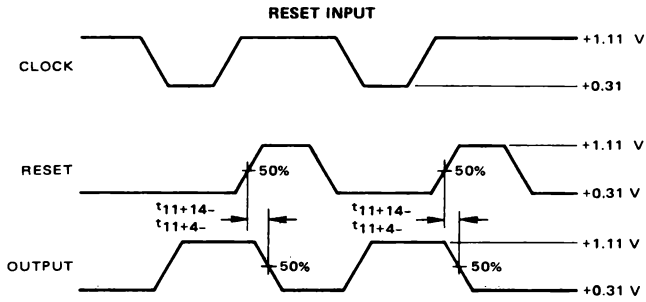 RESET INPUT
CLOCK
+1.11 V
+0.31
RESET
+1.11 V
50%
50%
+0.31 V
t11+14-
t11+4-
t11+14-
t11+4-
OUTPUT
+1.11 V
50%
50%
+0.31 V